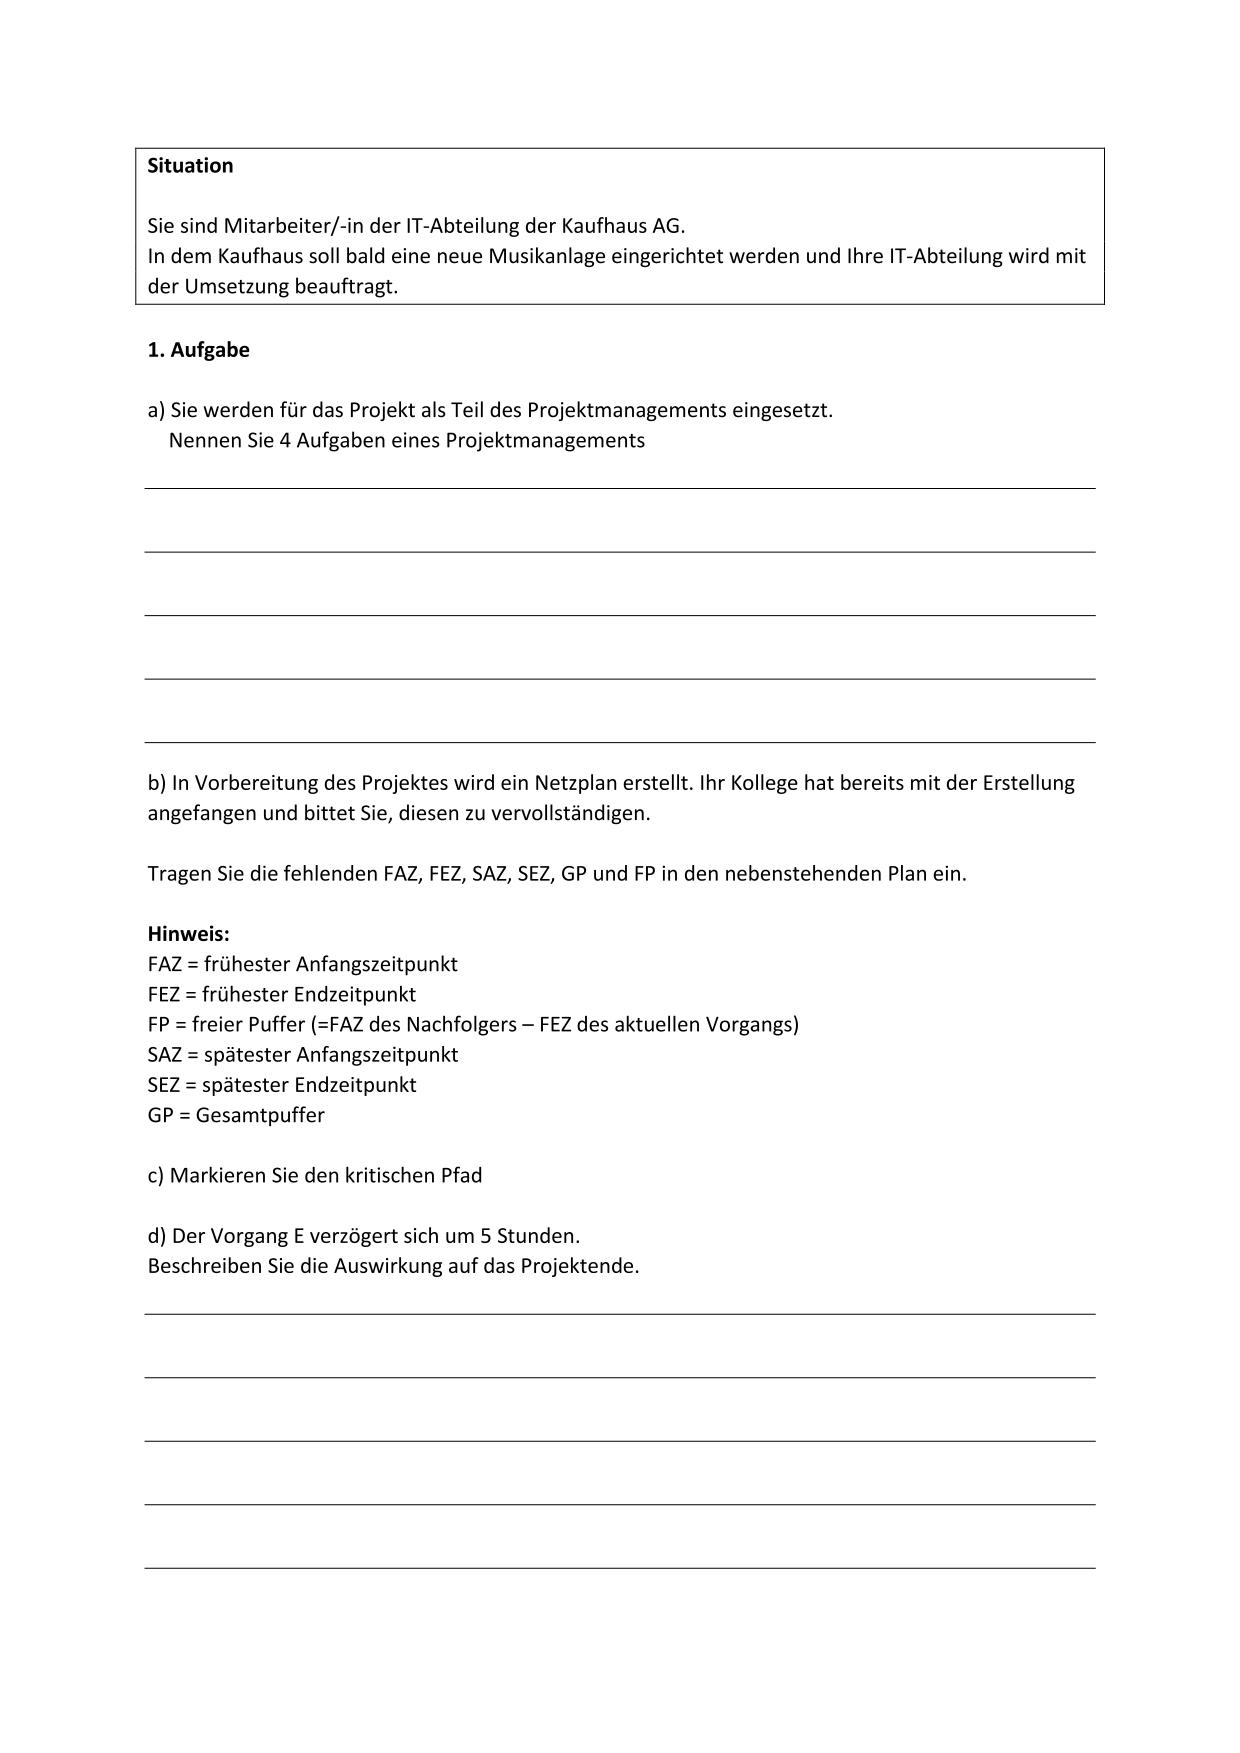 Situation
Sie sind Mitarbeiter/-in der IT-Abteilung der Kaufhaus AG.
In dem Kaufhaus soll bald eine neue Musikanlage eingerichtet werden und Ihre IT-Abteilung wird mit
der Umsetzung beauftragt.
1. Aufgabe
a) Sie werden für das Projekt als Teil des Projektmanagements eingesetzt.
Nennen Sie 4 Aufgaben eines Projektmanagements
b) In Vorbereitung des Projektes wird ein Netzplan erstellt. Ihr Kollege hat bereits mit der Erstellung
angefangen und bittet Sie, diesen zu vervollständigen.
Tragen Sie die fehlenden FAZ, FEZ, SAZ, SEZ, GP und FP in den nebenstehenden Plan ein.
Hinweis:
FAZ = frühester Anfangszeitpunkt
FEZ = frühester Endzeitpunkt
FP = freier Puffer (=FAZ des Nachfolgers – FEZ des aktuellen Vorgangs)
SAZ = spätester Anfangszeitpunkt
SEZ = spätester Endzeitpunkt
GP = Gesamtpuffer
c) Markieren Sie den kritischen Pfad
d) Der Vorgang E verzögert sich um 5 Stunden.
Beschreiben Sie die Auswirkung auf das Projektende.